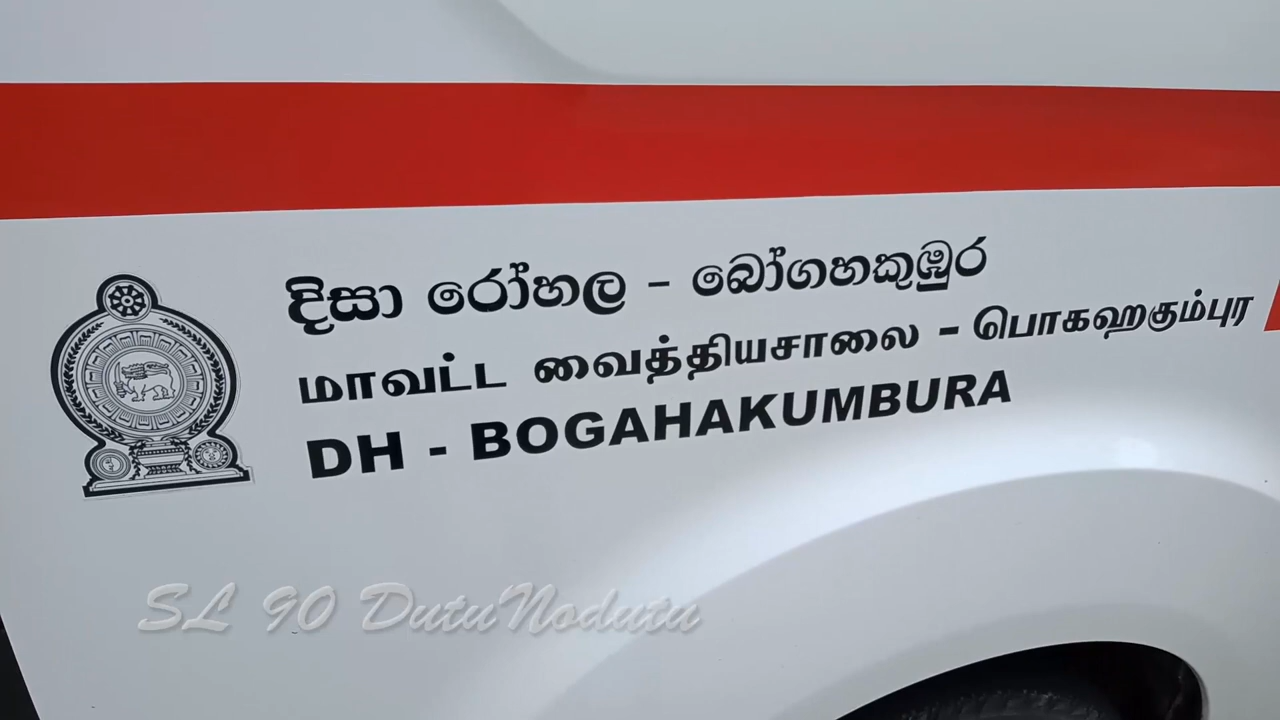 දිසා රෝහල - බෝගහකුඹුර
மாவட்ட வைத்தியசாலை - பொகஹகும்புர
DH - BOGAHAKUMBURA
SL 90 DutuNodutu